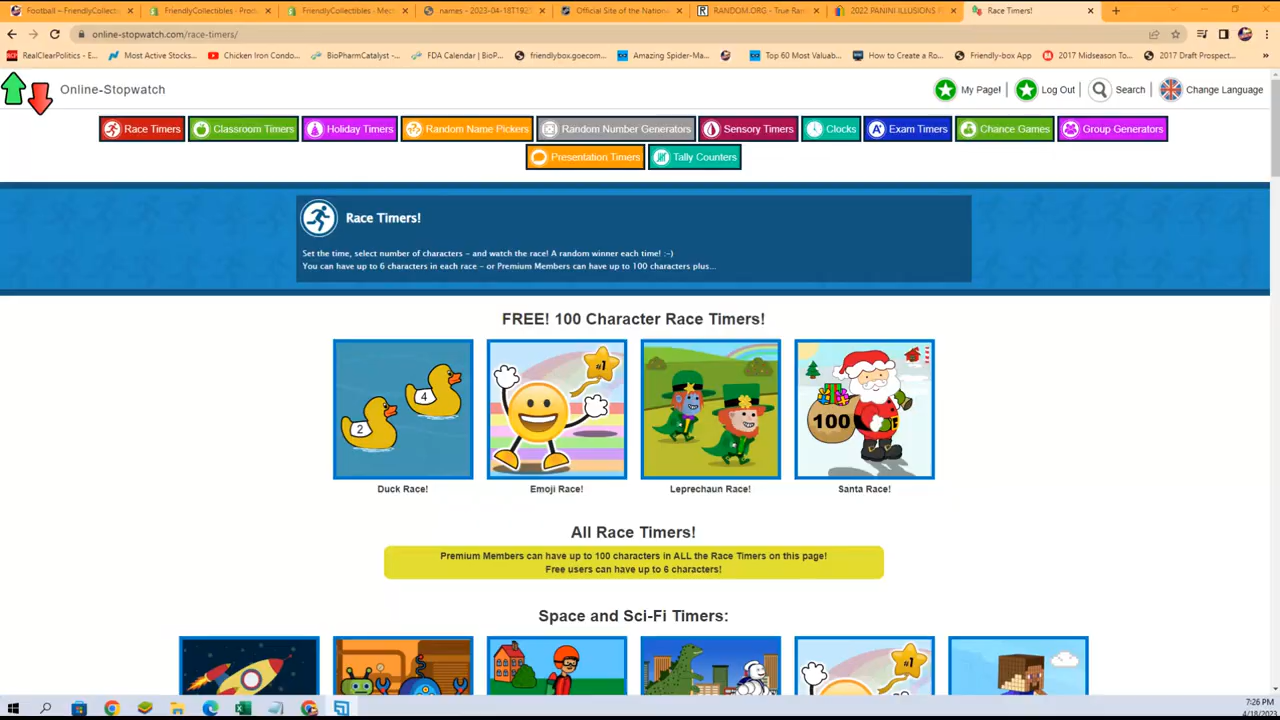 Football – FriendlyCollect
FriendlyCollectibles - Prod
FriendlyCollectibles - Mec
names - 2023-04-18T192
Official Site of the Nationa
RANDOM.ORG - True Ran
2022 PANINI ILLUSIONS F
Race Timers!
online-stopwatch.com/race-timers/
RealClearPolitics - E...
Most Active Stocks...
Chicken Iron Condo...
BioPharmCatalyst -...
FDA Calendar | BioP...
friendlybox.goecom...
Amazing Spider-Ma...
Top 60 Most Valuab...
How to Create a Ro...
Friendly-box App
2017 Midseason To...
2017 Draft Prospect...
»
Online-Stopwatch
My Page! |
Log Out |
Search |
Change Language
Race Timers
Classroom Timers
Holiday Timers
Random Name Pickers
Random Number Generators
Sensory Timers
Clocks
Exam Timers
Chance Games
Group Generators
Presentation Timers
Tally Counters
Race Timers!
Set the time, select number of characters – and watch the race! A random winner each time! :-)
You can have up to 6 characters in each race – or Premium Members can have up to 100 characters plus...
FREE! 100 Character Race Timers!
2
4
#1
100
Duck Race!
Emoji Race!
Leprechaun Race!
Santa Race!
All Race Timers!
Premium Members can have up to 100 characters in ALL the Race Timers on this page!
Free users can have up to 6 characters!
Space and Sci-Fi Timers:
#1
7:26 PM
4/18/2023